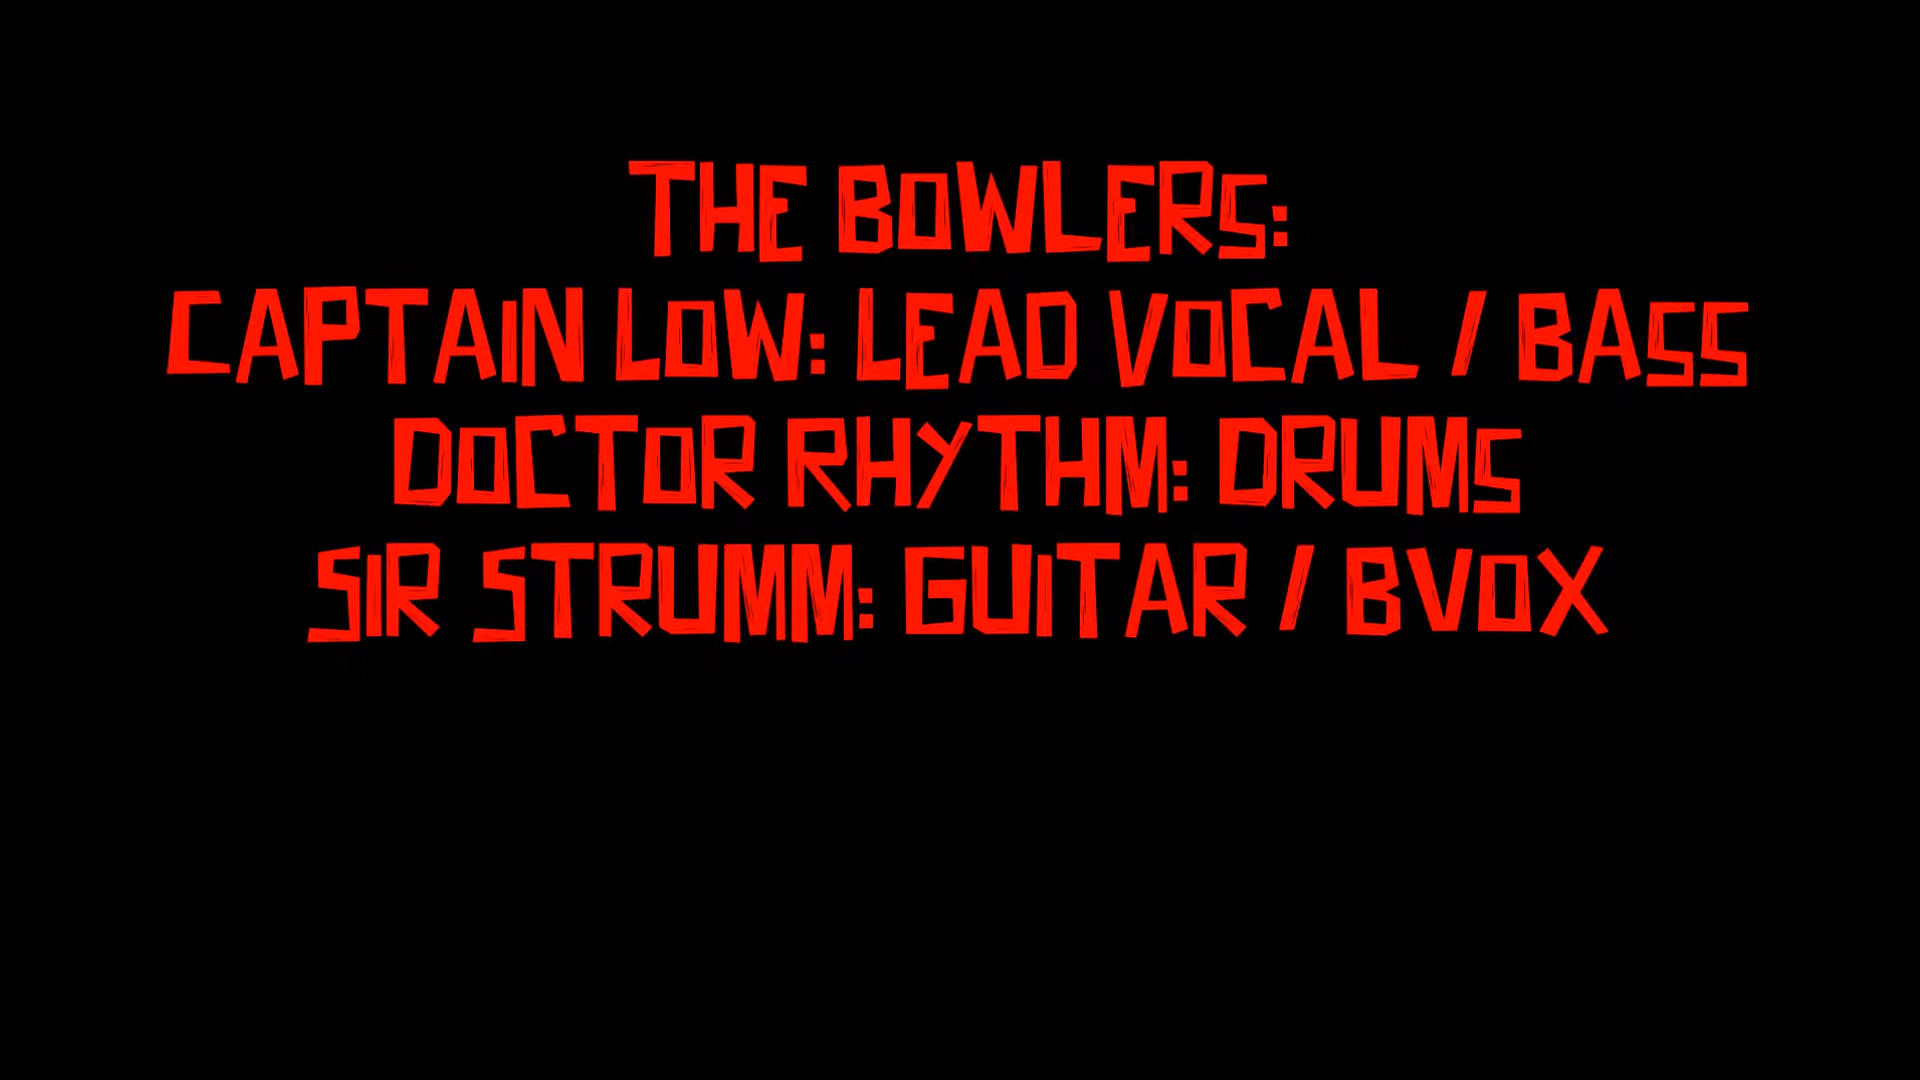 THE BOWLERS:
CAPTAIN LOW: LEAD VOCAL / BASS
DOCTOR RHYTHM: DRUMS
SIR STRUMM: GUITAR / BVOX